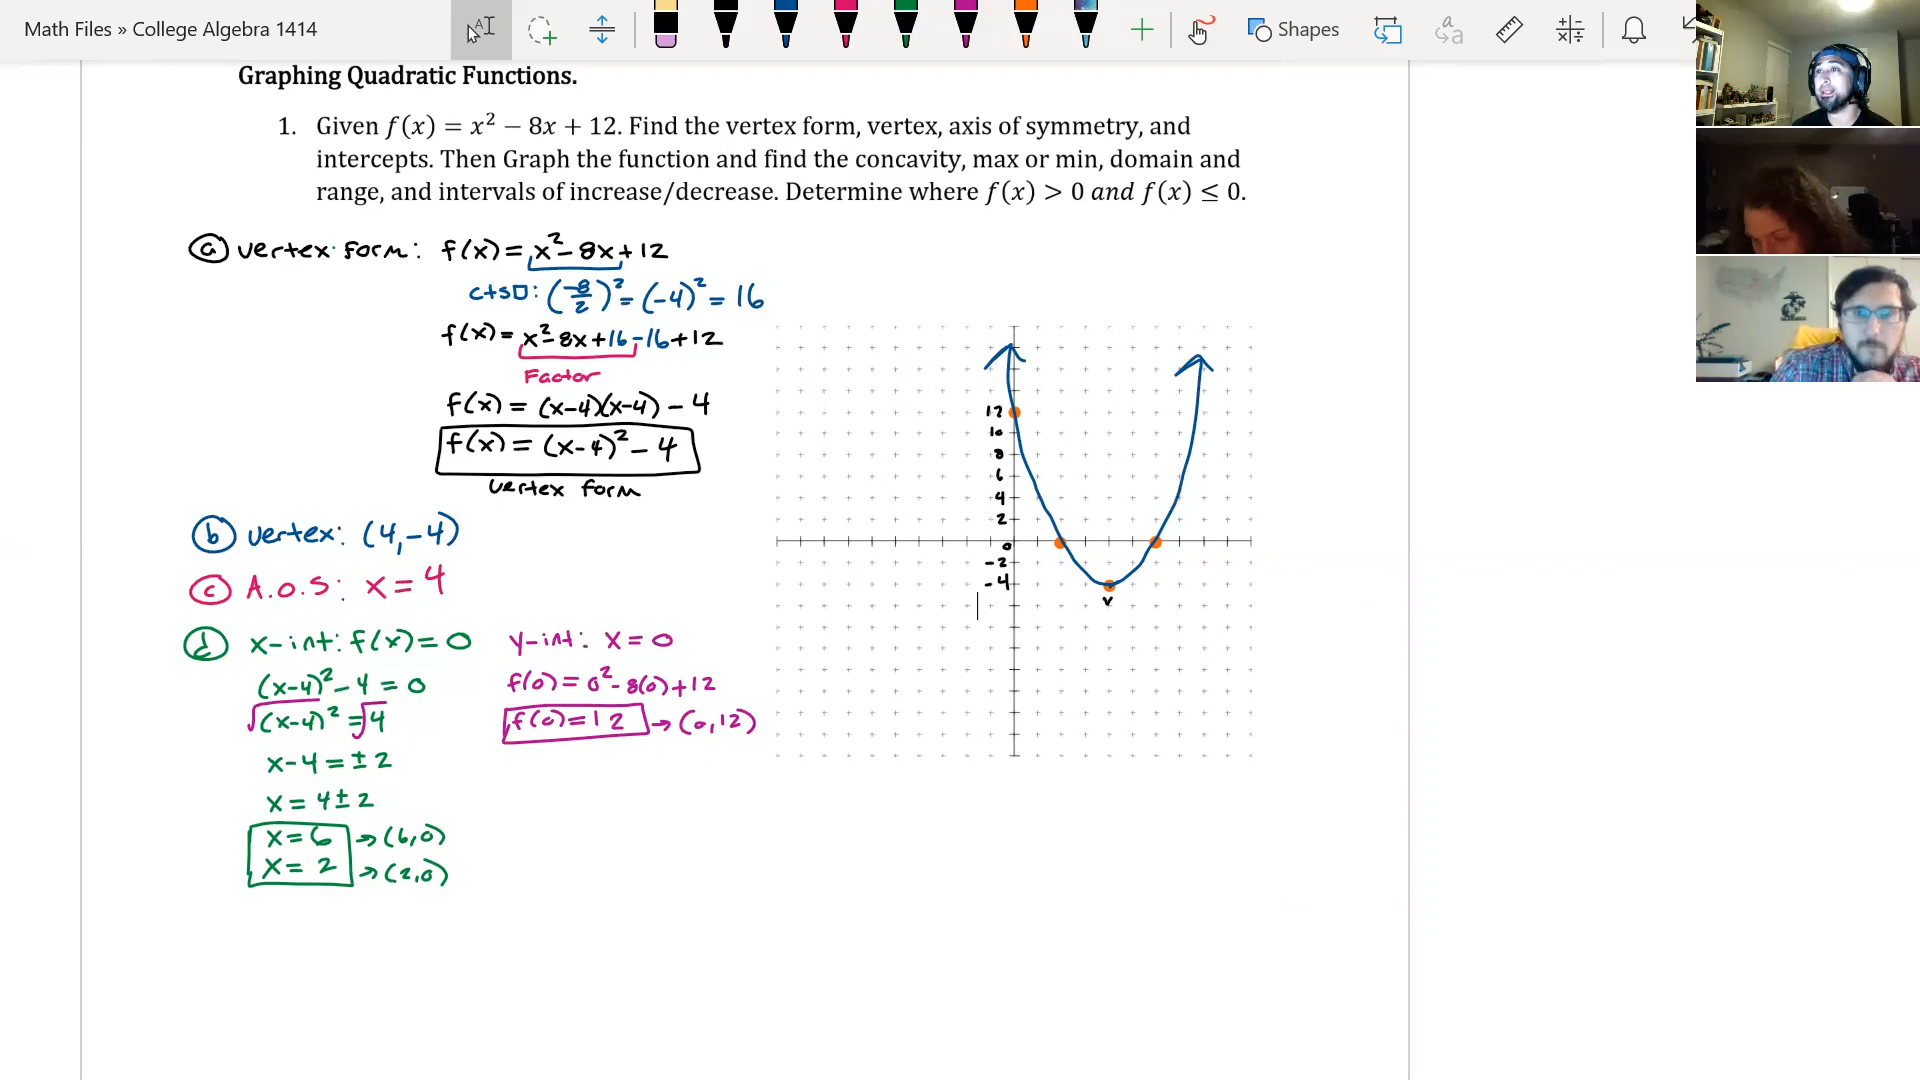 Math Files » College Algebra 1414
Shapes
Graphing Quadratic Functions.
1. Given f(x) = x² − 8x + 12. Find the vertex form, vertex, axis of symmetry, and
intercepts. Then Graph the function and find the concavity, max or min, domain and
range, and intervals of increase/decrease. Determine where f(x) > 0 and f(x) ≤ 0.
ⓐ vertex form: f(x) = x² − 8x + 12
cts□: (−8/2)² = (−4)² = 16
f(x) = x² − 8x + 16 − 16 + 12
Factor
f(x) = (x−4)(x−4) − 4
f(x) = (x−4)² − 4
vertex form
ⓑ vertex: (4,−4)
ⓒ A.o.S: x = 4
ⓓ x-int: f(x) = 0
(x−4)² − 4 = 0
√(x−4)² = √4
x − 4 = ± 2
x = 4 ± 2
x = 6 → (6,0)
x = 2 → (2,0)
y-int: x = 0
f(0) = 0² − 8(0) + 12
f(0) = 12 → (0,12)
12
10
8
6
4
2
0
−2
−4
v